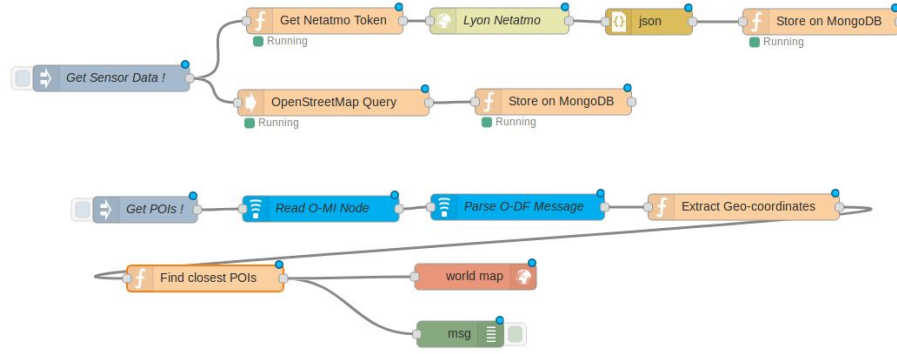 Get Netatmo Token
Lyon Netatmo
json
Store on MongoDB
Running
Running
Get Sensor Data !
OpenStreetMap Query
Store on MongoDB
Running
Running
Get POIs !
Read O-MI Node
Parse O-DF Message
Extract Geo-coordinates
Find closest POIs
world map
msg